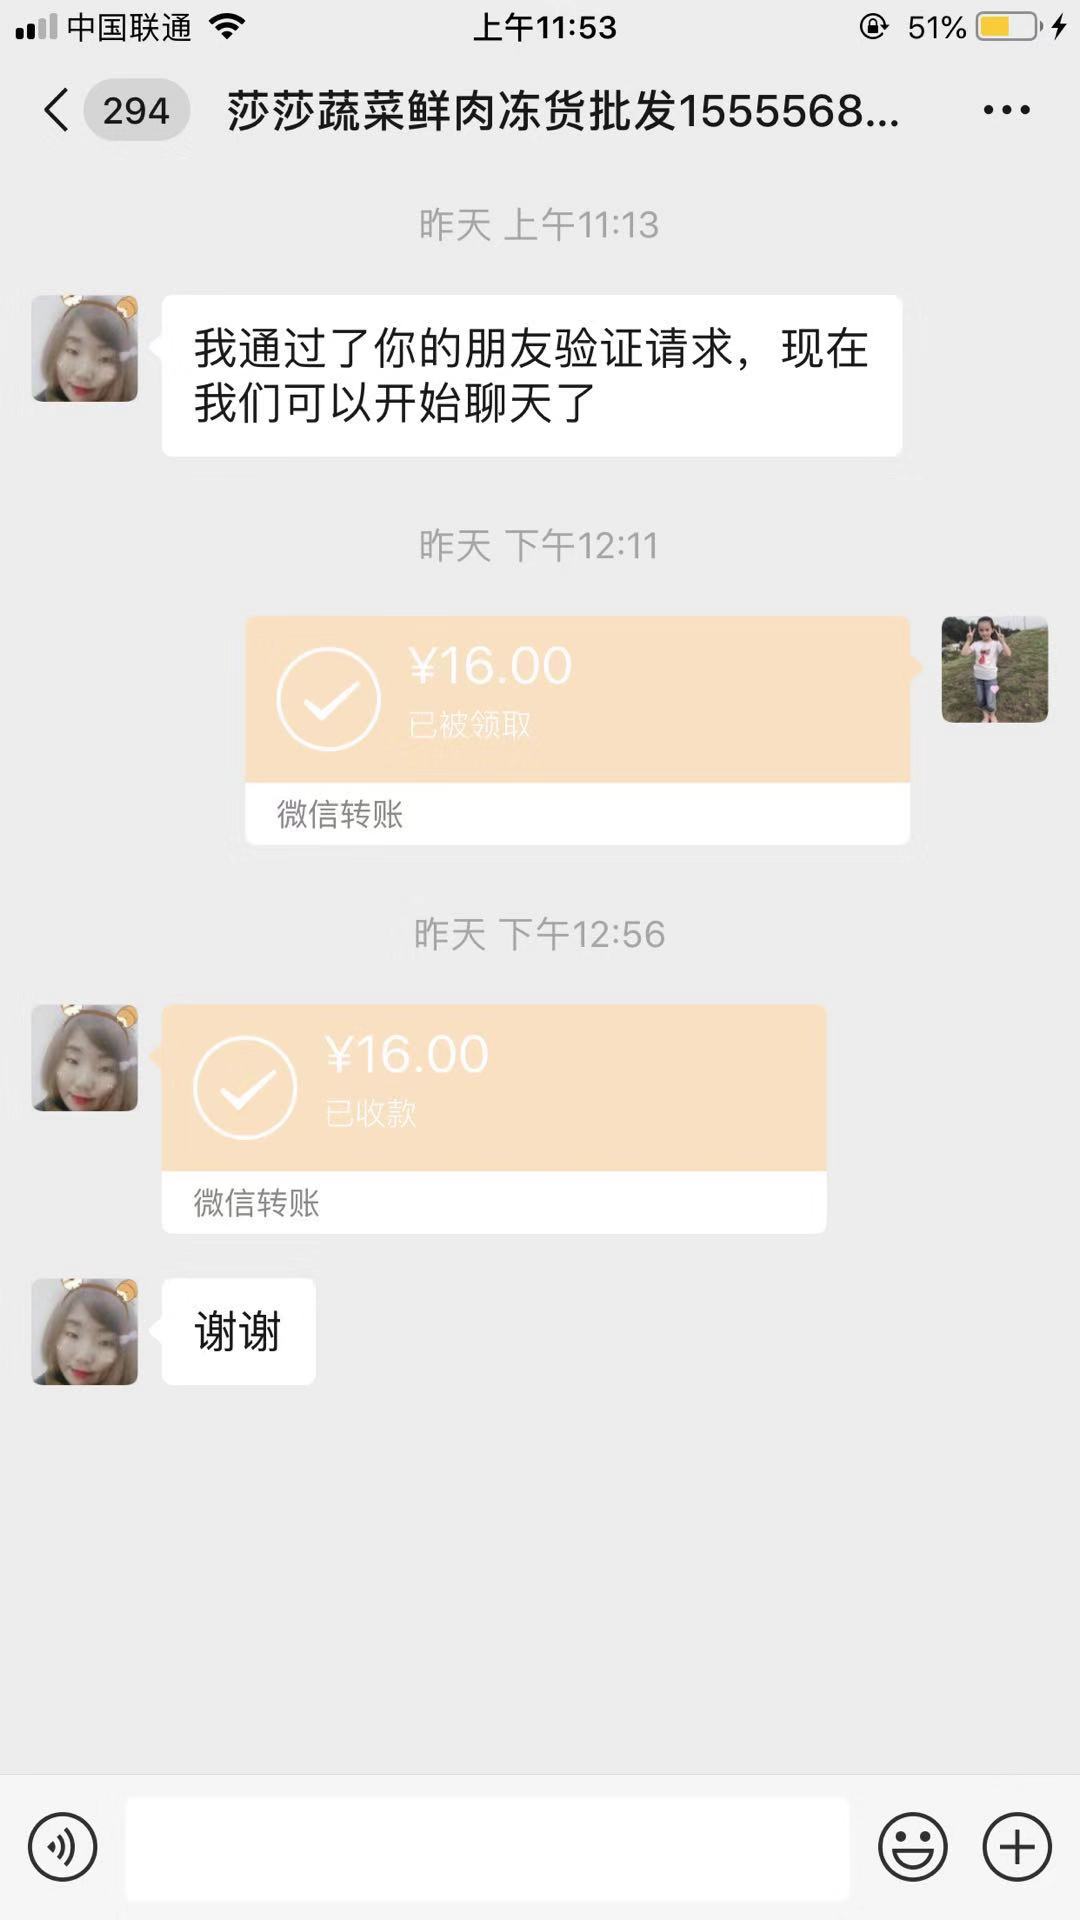 中国联通
上午11:53
51%
294
莎莎蔬菜鲜肉冻货批发1555568...
昨天 上午11:13
我通过了你的朋友验证请求，现在
我们可以开始聊天了
昨天 下午12:11
¥16.00
已被领取
微信转账
昨天 下午12:56
¥16.00
已收款
微信转账
谢谢